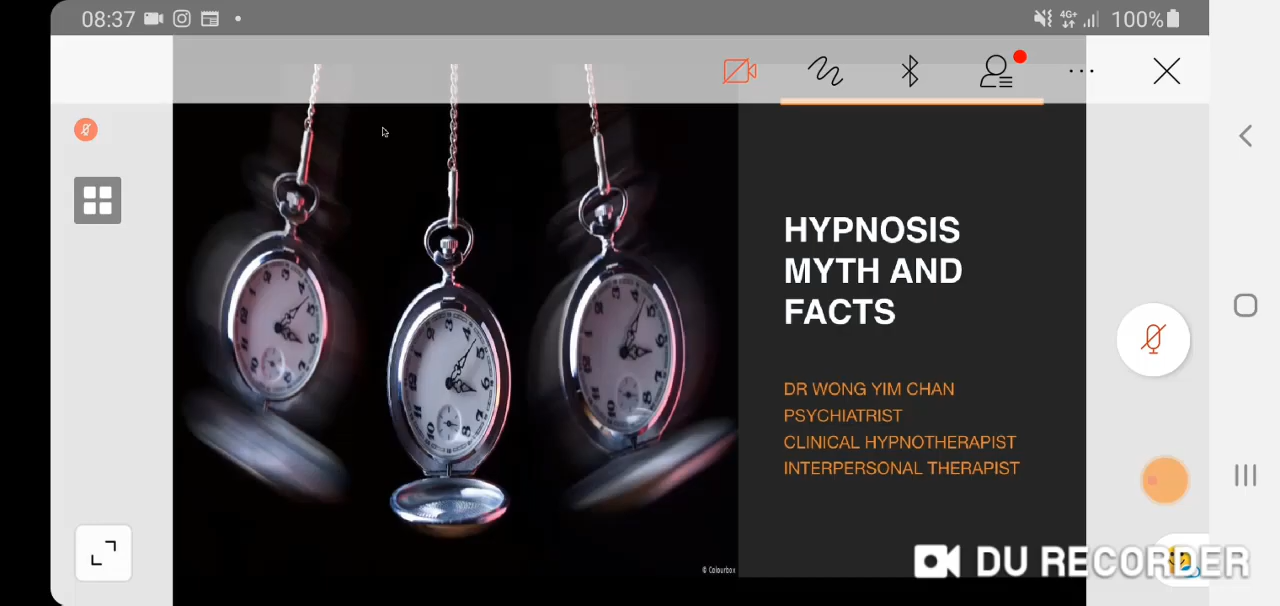 08:37
4G+
100%
HYPNOSIS
MYTH AND
FACTS
DR WONG YIM CHAN
PSYCHIATRIST
CLINICAL HYPNOTHERAPIST
INTERPERSONAL THERAPIST
© Colourbox
DU RECORDER